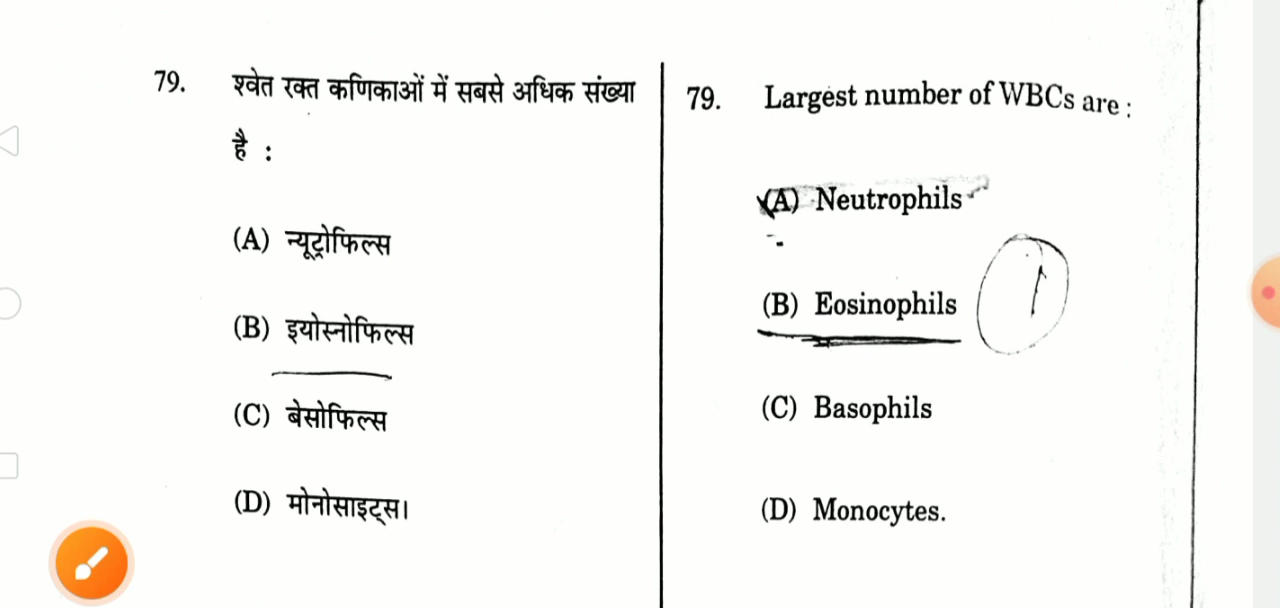 79. श्वेत रक्त कणिकाओं में सबसे अधिक संख्या
है :
(A) न्यूट्रोफिल्स
(B) इयोस्नोफिल्स
(C) बेसोफिल्स
(D) मोनोसाइट्स।
79. Largest number of WBCs are :
(A) Neutrophils
(B) Eosinophils
(C) Basophils
(D) Monocytes.